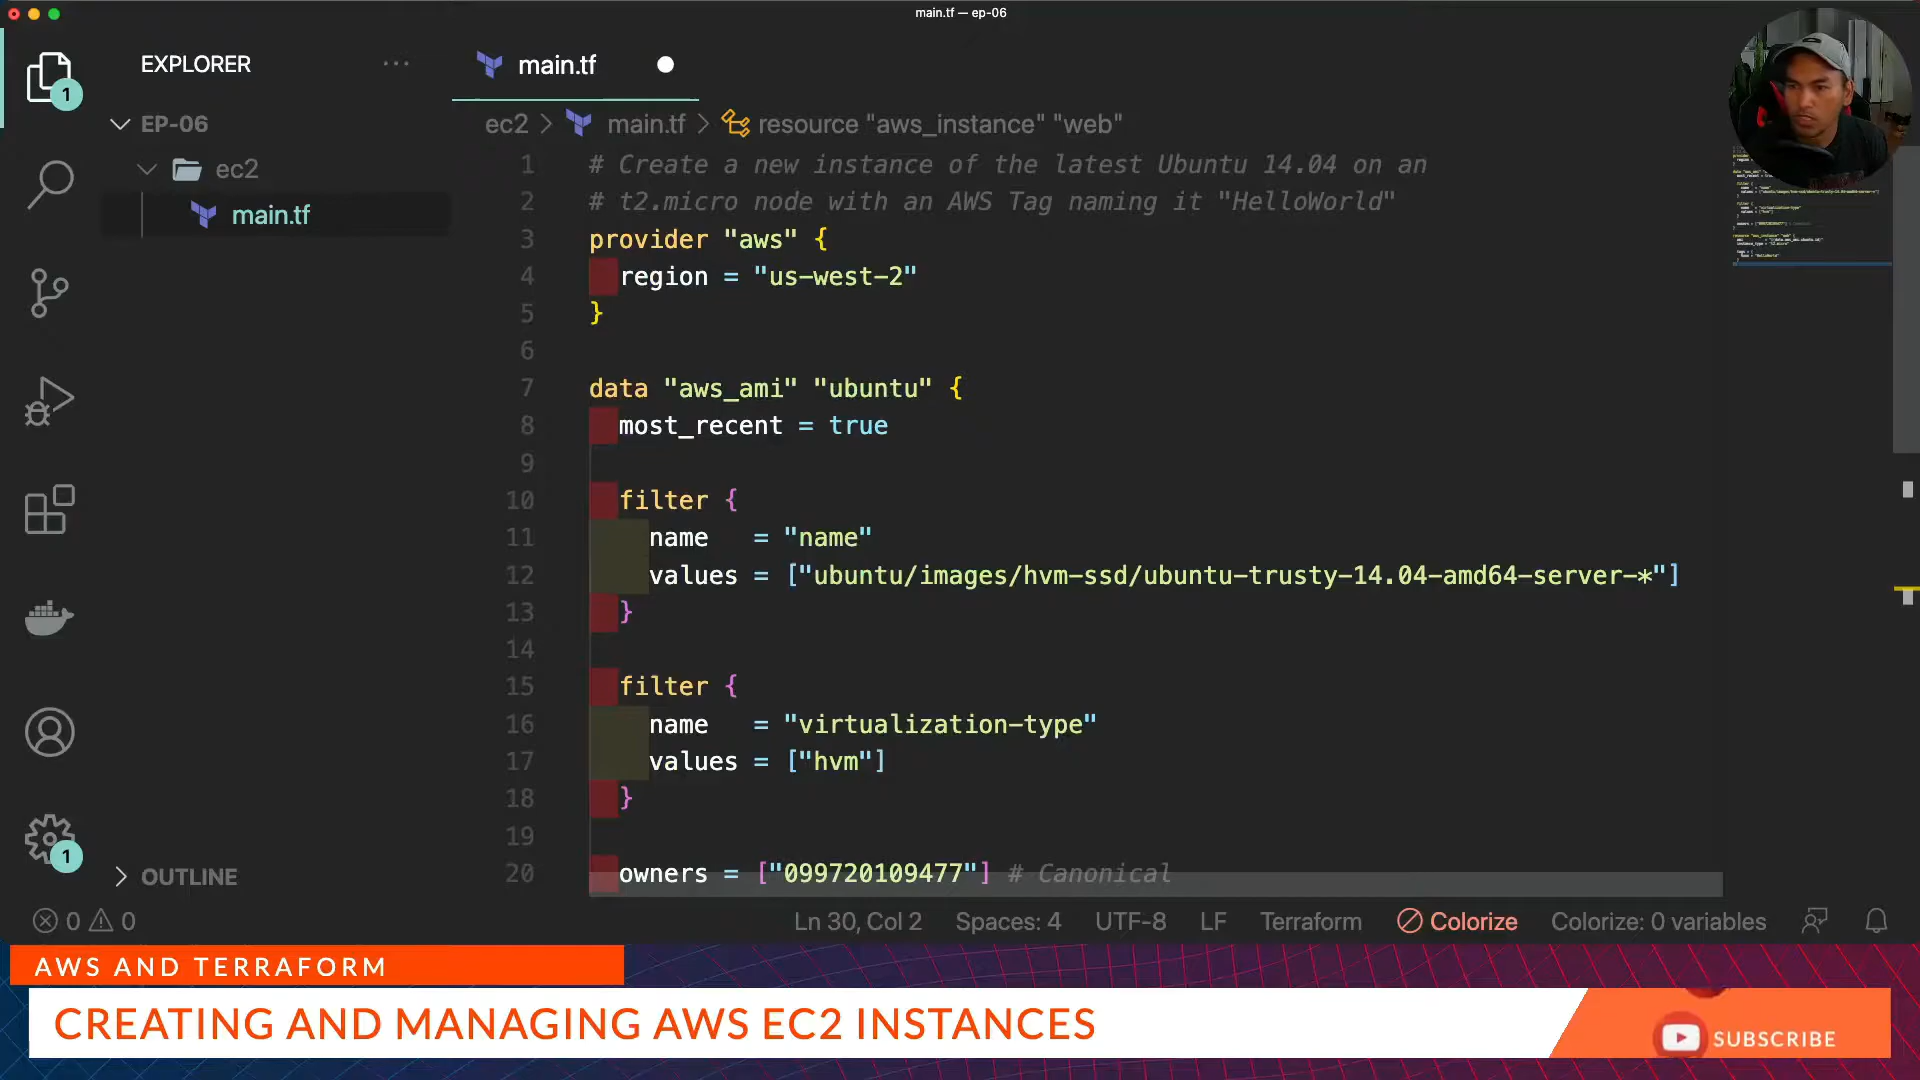 main.tf — ep-06
EXPLORER
main.tf
1
EP-06
ec2
main.tf
ec2 > main.tf > resource "aws_instance" "web"
1 # Create a new instance of the latest Ubuntu 14.04 on an
2 # t2.micro node with an AWS Tag naming it "HelloWorld"
3 provider "aws" {
4 region = "us-west-2"
5 }
6
7 data "aws_ami" "ubuntu" {
8 most_recent = true
9
10 filter {
11 name = "name"
12 values = ["ubuntu/images/hvm-ssd/ubuntu-trusty-14.04-amd64-server-*"]
13 }
14
15 filter {
16 name = "virtualization-type"
17 values = ["hvm"]
18 }
19
20 owners = ["099720109477"] # Canonical
1
OUTLINE
0 0
Ln 30, Col 2 Spaces: 4 UTF-8 LF Terraform Colorize Colorize: 0 variables
AWS AND TERRAFORM
CREATING AND MANAGING AWS EC2 INSTANCES
SUBSCRIBE